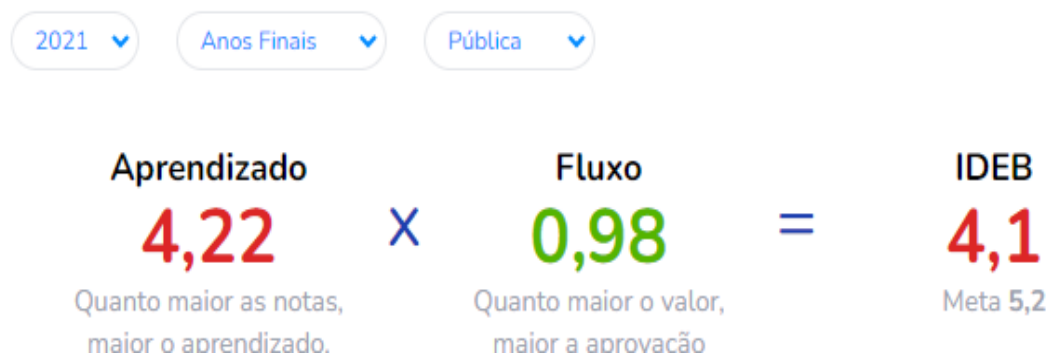 2021 Anos Finais Pública
Aprendizado Fluxo IDEB
4,22 X 0,98 = 4,1
Quanto maior as notas, Quanto maior o valor, Meta 5,2
maior o aprendizado. maior a aprovação